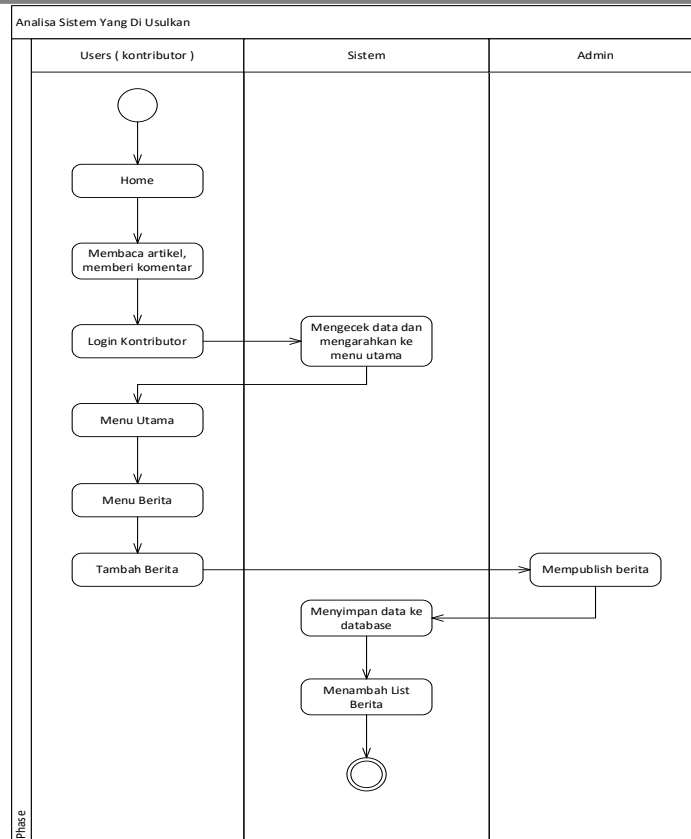 Analisa Sistem Yang Di Usulkan
Users ( kontributor )
Sistem
Admin
Home
Membaca artikel,
memberi komentar
Login Kontributor
Mengecek data dan
mengarahkan ke
menu utama
Menu Utama
Menu Berita
Tambah Berita
Mempublish berita
Menyimpan data ke
database
Menambah List
Berita
Phase